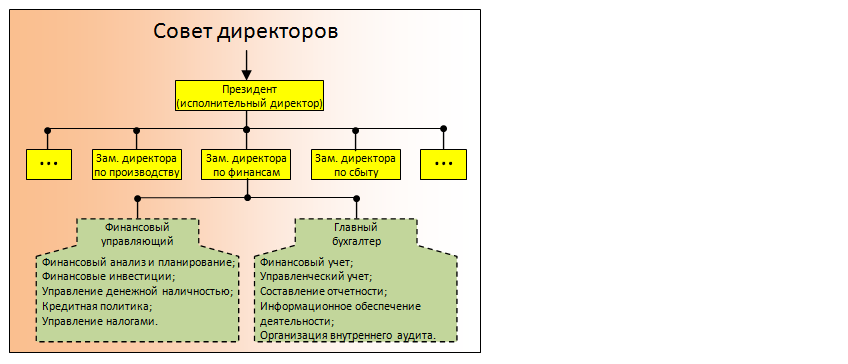 Совет директоров
Президент
(исполнительный директор)
...
Зам. директора
по производству
Зам. директора
по финансам
Зам. директора
по сбыту
...
Финансовый
управляющий
Финансовый анализ и планирование;
Финансовые инвестиции;
Управление денежной наличностью;
Кредитная политика;
Управление налогами.
Главный
бухгалтер
Финансовый учет;
Управленческий учет;
Составление отчетности;
Информационное обеспечение
деятельности;
Организация внутреннего аудита.